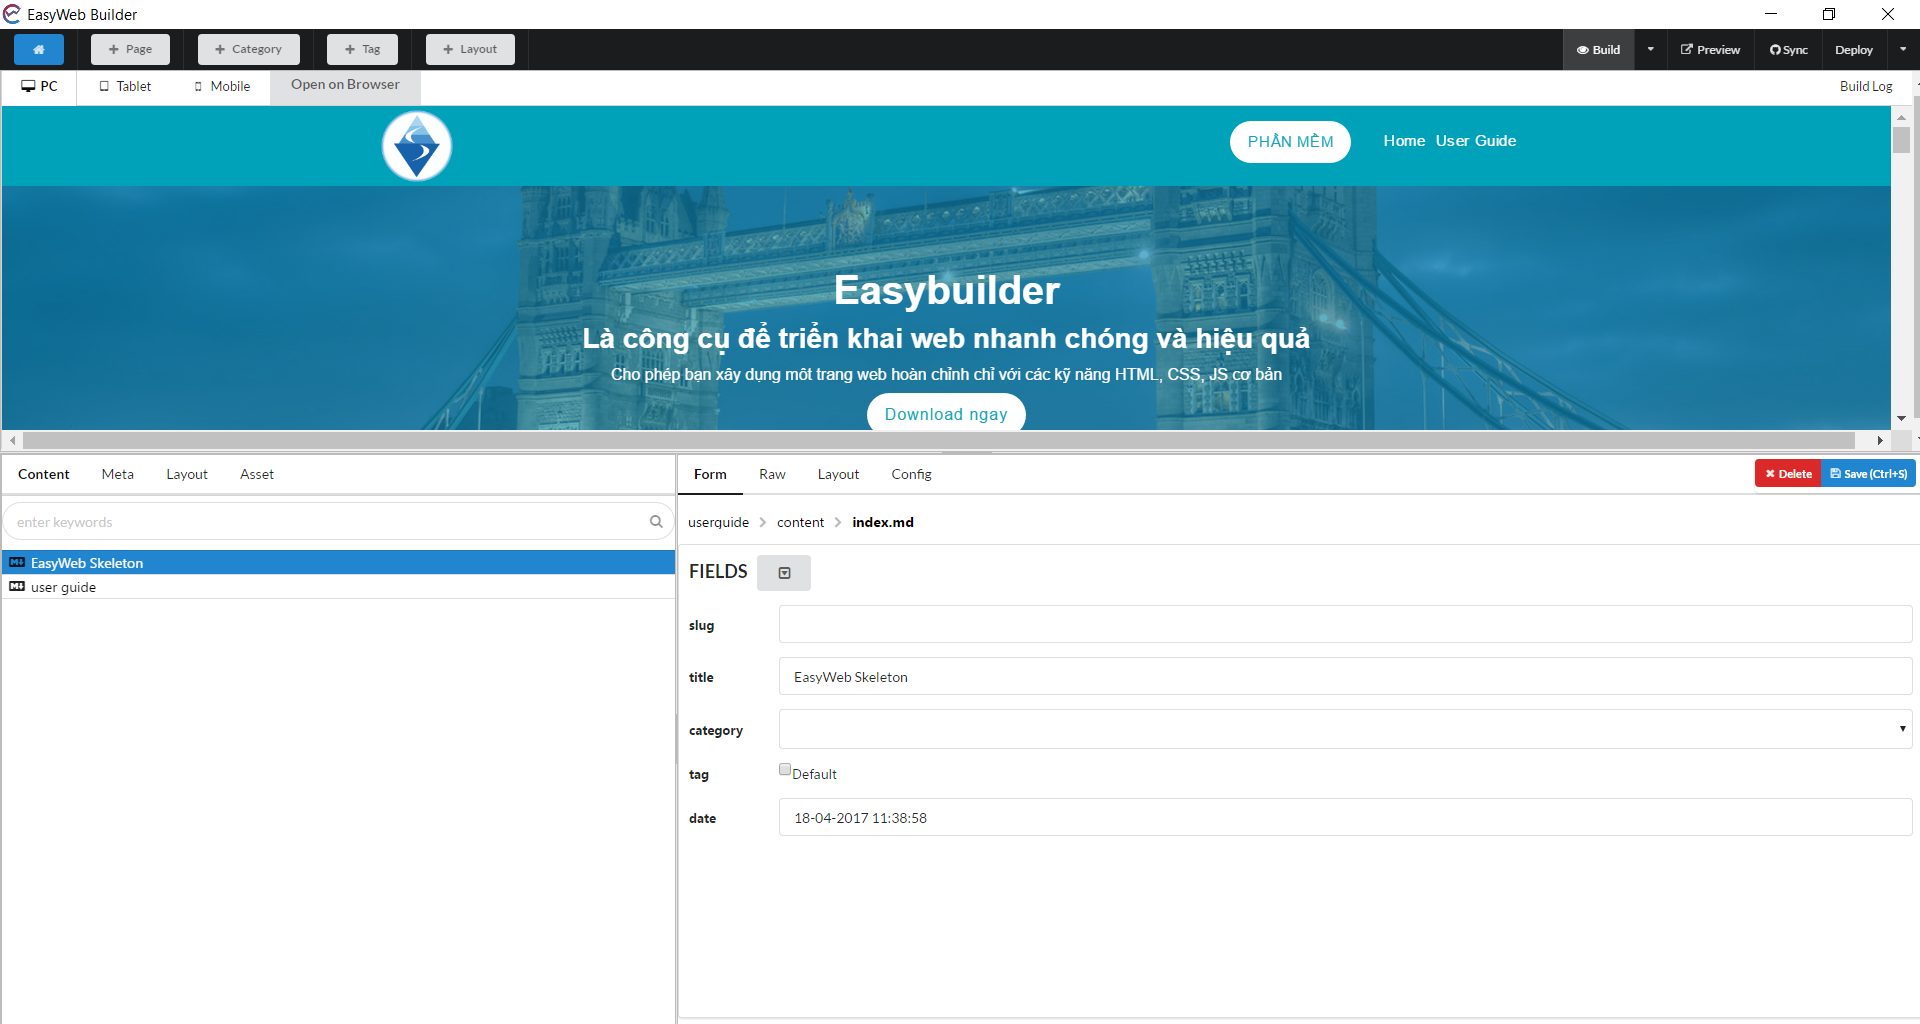 EasyWeb Builder
Page Category Tag Layout Build Preview Sync Deploy
PC Tablet Mobile Open on Browser Build Log
PHẦN MỀM Home User Guide
Easybuilder
Là công cụ để triển khai web nhanh chóng và hiệu quả
Cho phép bạn xây dụng môt trang web hoàn chỉnh chỉ với các kỹ năng HTML, CSS, JS cơ bản
Download ngay
Content Meta Layout Asset
enter keywords
EasyWeb Skeleton
user guide
Form Raw Layout Config Delete Save (Ctrl+S)
userguide content index.md
FIELDS
slug
title EasyWeb Skeleton
category
tag Default
date 18-04-2017 11:38:58